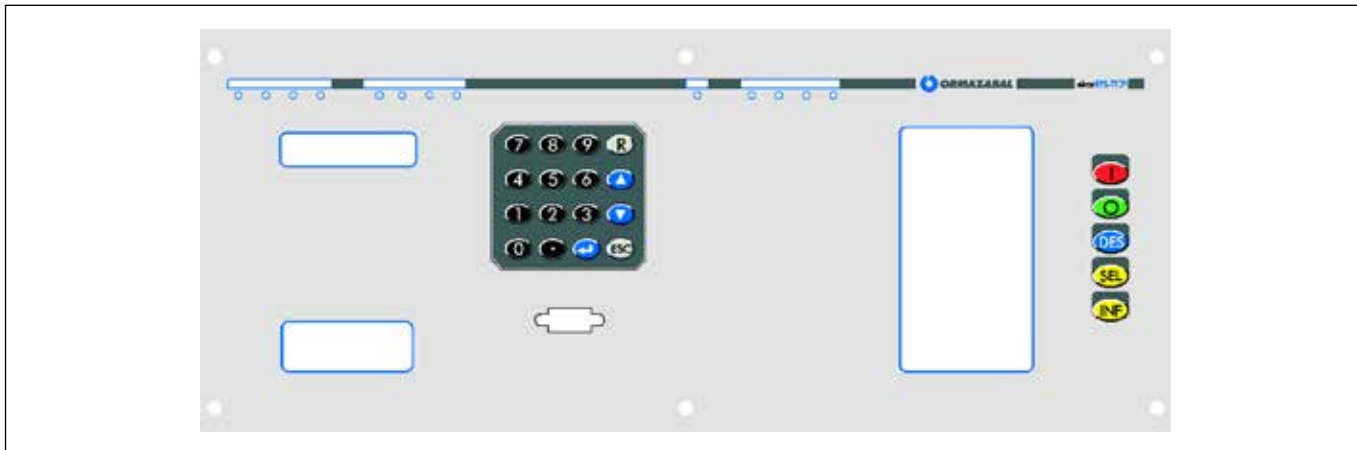 ORMAZABAL
7 8 9 R
4 5 6
1 2 3
0 . ESC
I
O
DES
SEL
INF